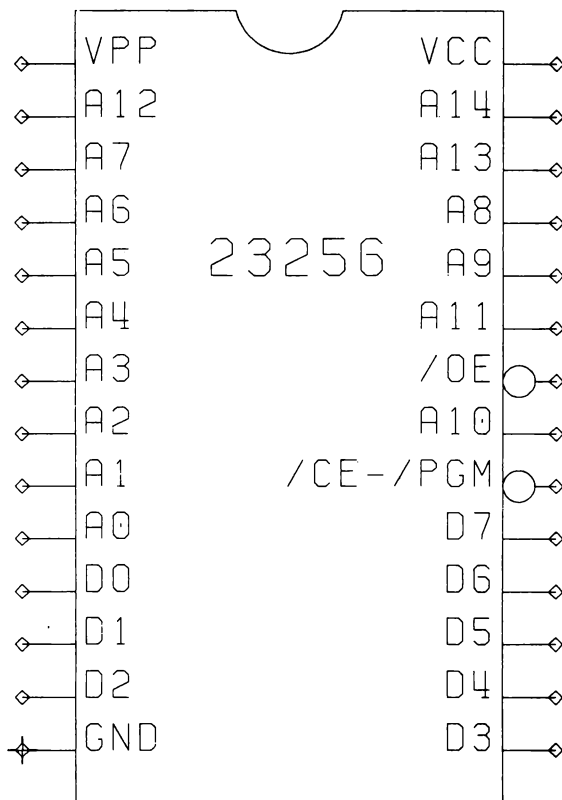 VPP VCC
A12 A14
A7 A13
A6 A8
A5 23256 A9
A4 A11
A3 /OE
A2 A10
A1 /CE-/PGM
A0 D7
D0 D6
D1 D5
D2 D4
GND D3